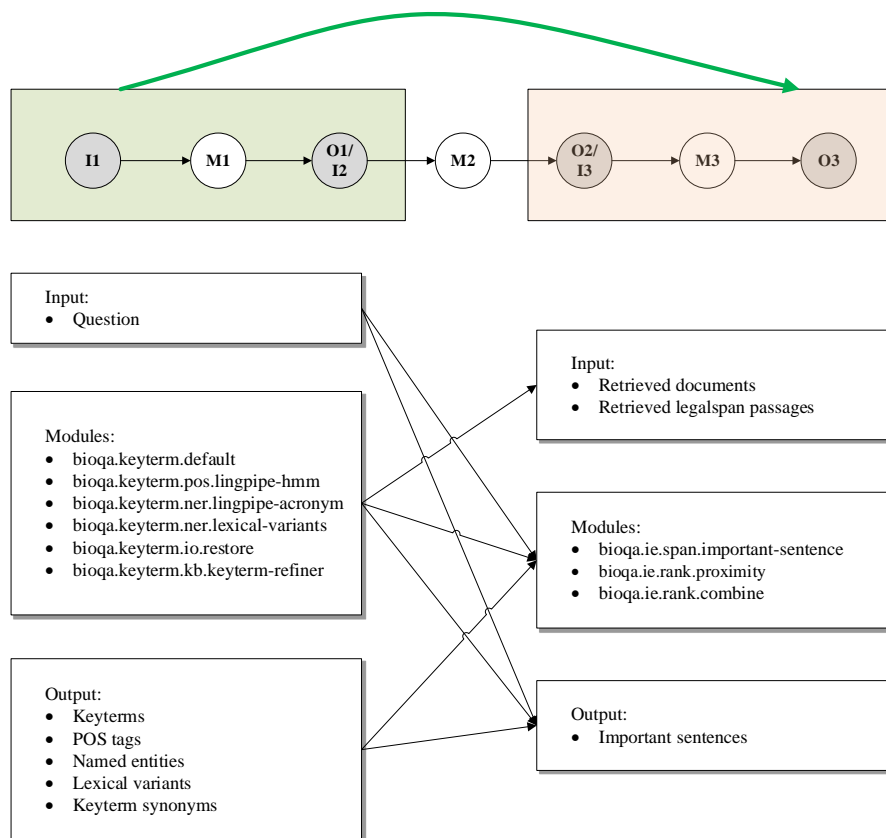 I1
M1
O1/
I2
M2
O2/
I3
M3
O3
Input:
• Question
Modules:
• bioqa.keyterm.default
• bioqa.keyterm.pos.lingpipe-hmm
• bioqa.keyterm.ner.lingpipe-acronym
• bioqa.keyterm.ner.lexical-variants
• bioqa.keyterm.io.restore
• bioqa.keyterm.kb.keyterm-refiner
Output:
• Keyterms
• POS tags
• Named entities
• Lexical variants
• Keyterm synonyms
Input:
• Retrieved documents
• Retrieved legalspan passages
Modules:
• bioqa.ie.span.important-sentence
• bioqa.ie.rank.proximity
• bioqa.ie.rank.combine
Output:
• Important sentences